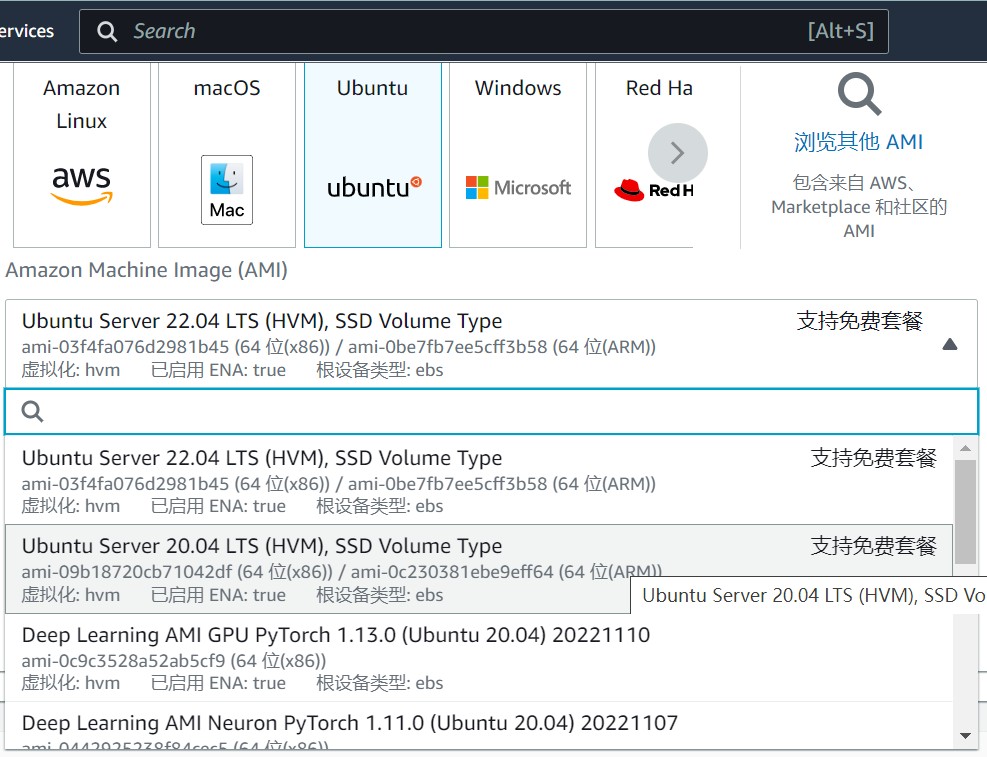 ervices
Search
[Alt+S]
Amazon
Linux
aws
macOS
Mac
Ubuntu
ubuntu
Windows
Microsoft
Red Ha
Red H
浏览其他 AMI
包含来自 AWS、
Marketplace 和社区的
AMI
Amazon Machine Image (AMI)
Ubuntu Server 22.04 LTS (HVM), SSD Volume Type 支持免费套餐
ami-03f4fa076d2981b45 (64 位(x86)) / ami-0be7fb7ee5cff3b58 (64 位(ARM))
虚拟化: hvm 已启用 ENA: true 根设备类型: ebs
Ubuntu Server 22.04 LTS (HVM), SSD Volume Type 支持免费套餐
ami-03f4fa076d2981b45 (64 位(x86)) / ami-0be7fb7ee5cff3b58 (64 位(ARM))
虚拟化: hvm 已启用 ENA: true 根设备类型: ebs
Ubuntu Server 20.04 LTS (HVM), SSD Volume Type 支持免费套餐
ami-09b18720cb71042df (64 位(x86)) / ami-0c230381ebe9eff64 (64 位(ARM))
虚拟化: hvm 已启用 ENA: true 根设备类型: ebs
Ubuntu Server 20.04 LTS (HVM), SSD Vo
Deep Learning AMI GPU PyTorch 1.13.0 (Ubuntu 20.04) 20221110
ami-0c9c3528a52ab5cf9 (64 位(x86))
虚拟化: hvm 已启用 ENA: true 根设备类型: ebs
Deep Learning AMI Neuron PyTorch 1.11.0 (Ubuntu 20.04) 20221107
ami-0442925238f84cec5 (64 位(x86))